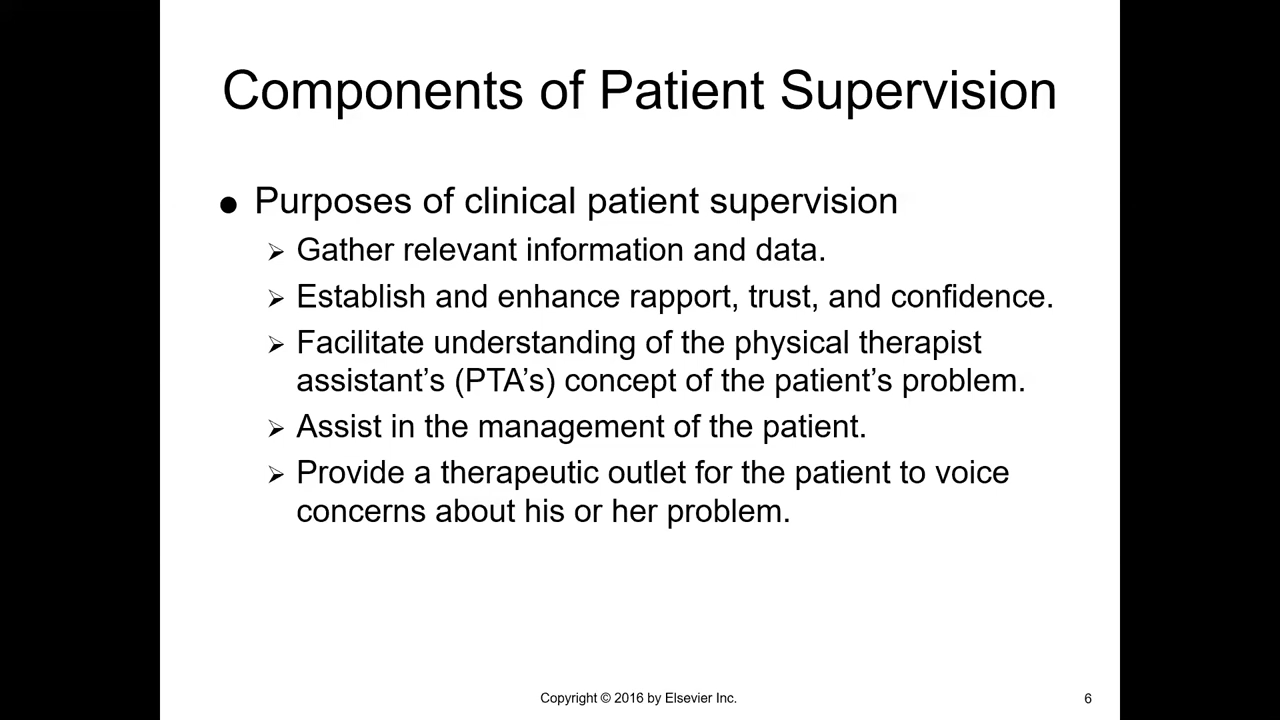 Components of Patient Supervision
● Purposes of clinical patient supervision
➢ Gather relevant information and data.
➢ Establish and enhance rapport, trust, and confidence.
➢ Facilitate understanding of the physical therapist
assistant’s (PTA’s) concept of the patient’s problem.
➢ Assist in the management of the patient.
➢ Provide a therapeutic outlet for the patient to voice
concerns about his or her problem.
Copyright © 2016 by Elsevier Inc.
6